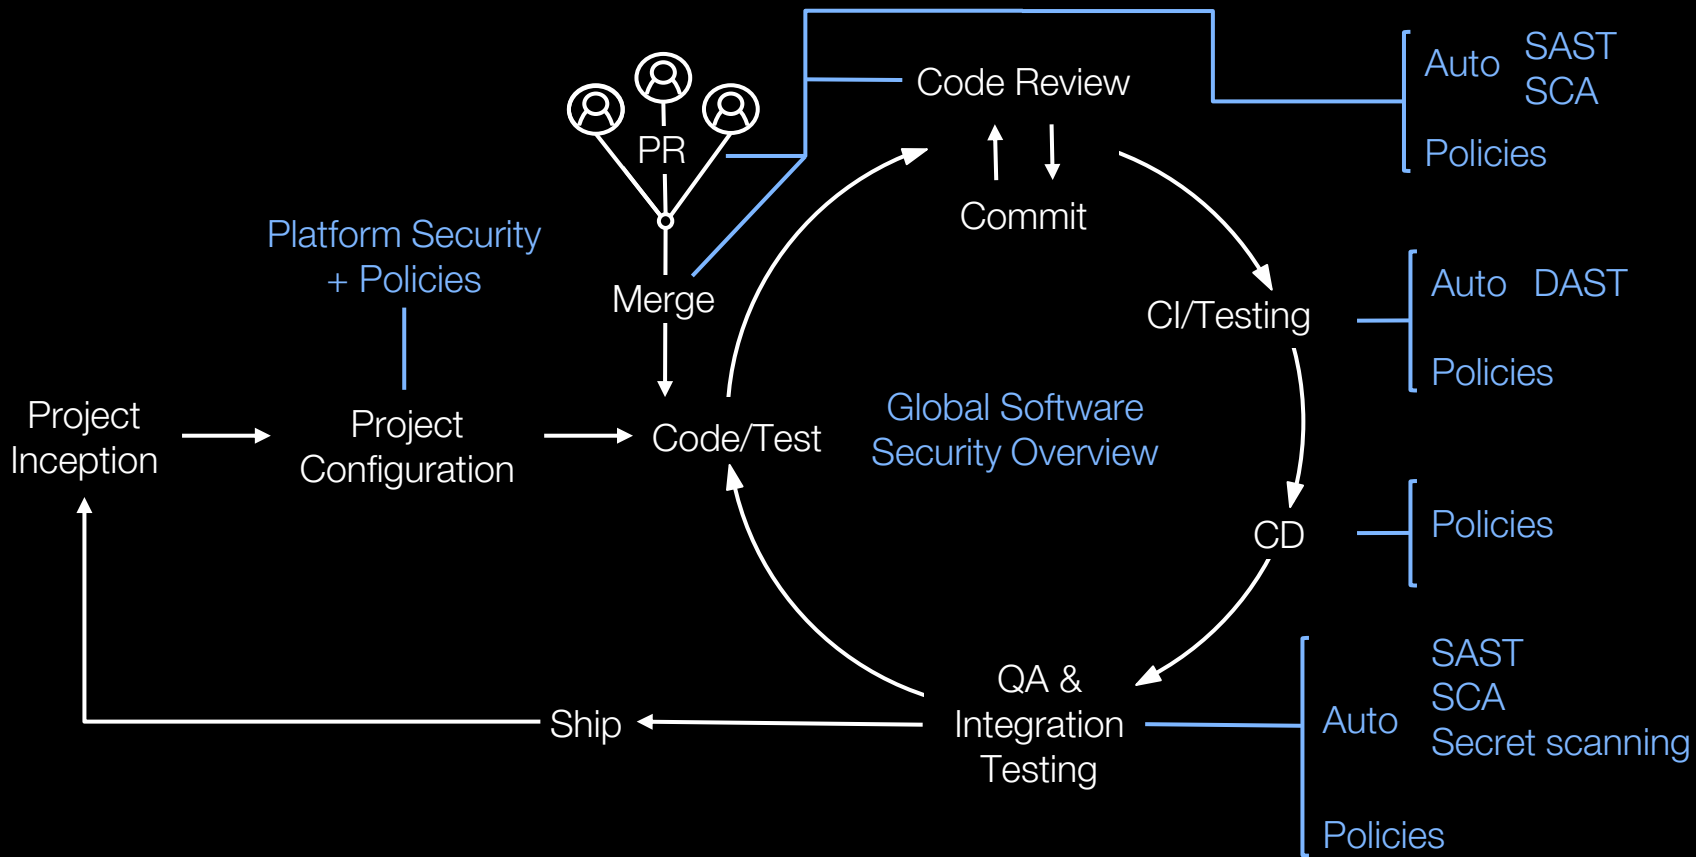 Code Review
Auto SAST
SCA
Policies
PR
Commit
Platform Security
+ Policies
Merge
CI/Testing
Auto DAST
Policies
Project
Inception
Project
Configuration
Code/Test
Global Software
Security Overview
CD
Policies
QA &
Integration
Testing
Ship
Auto
SAST
SCA
Secret scanning
Policies